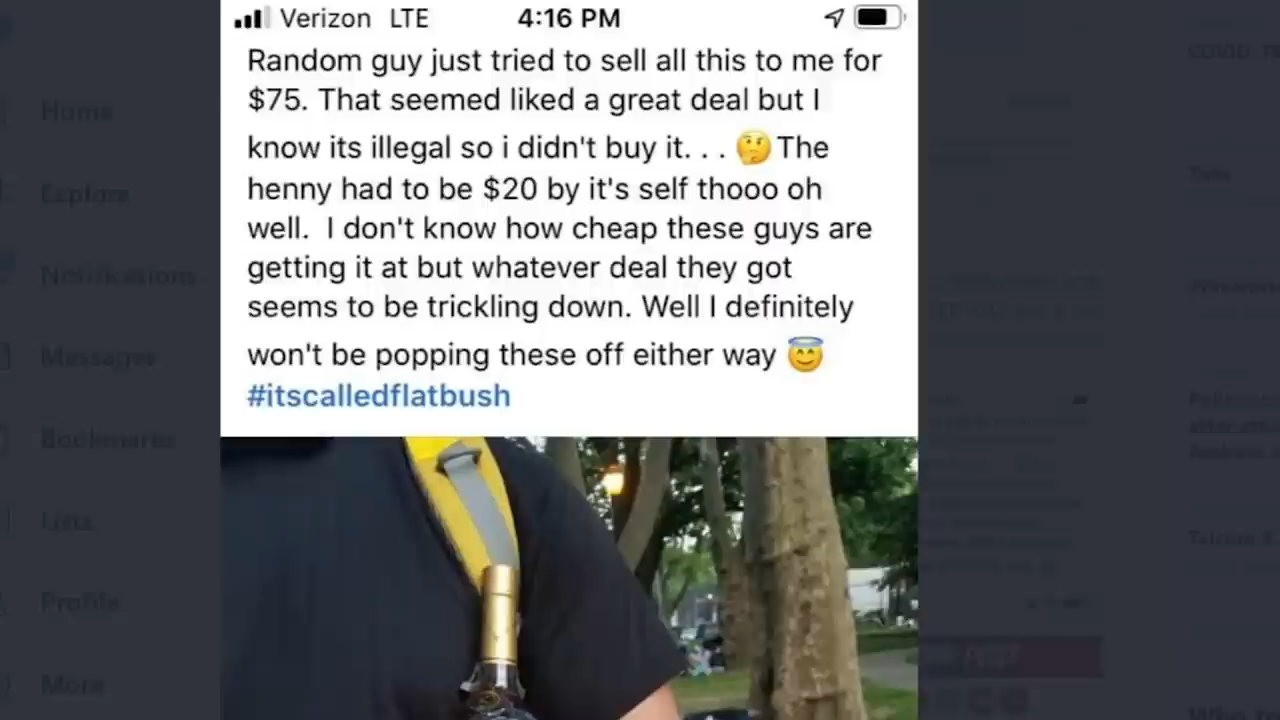 Verizon LTE 4:16 PM
Random guy just tried to sell all this to me for
$75. That seemed liked a great deal but I
know its illegal so i didn't buy it. . . 🤔 The
henny had to be $20 by it's self thooo oh
well. I don't know how cheap these guys are
getting it at but whatever deal they got
seems to be trickling down. Well I definitely
won't be popping these off either way 😇
#itscalledflatbush
Home
Explore
Notifications
Messages
Bookmarks
Lists
Profile
More